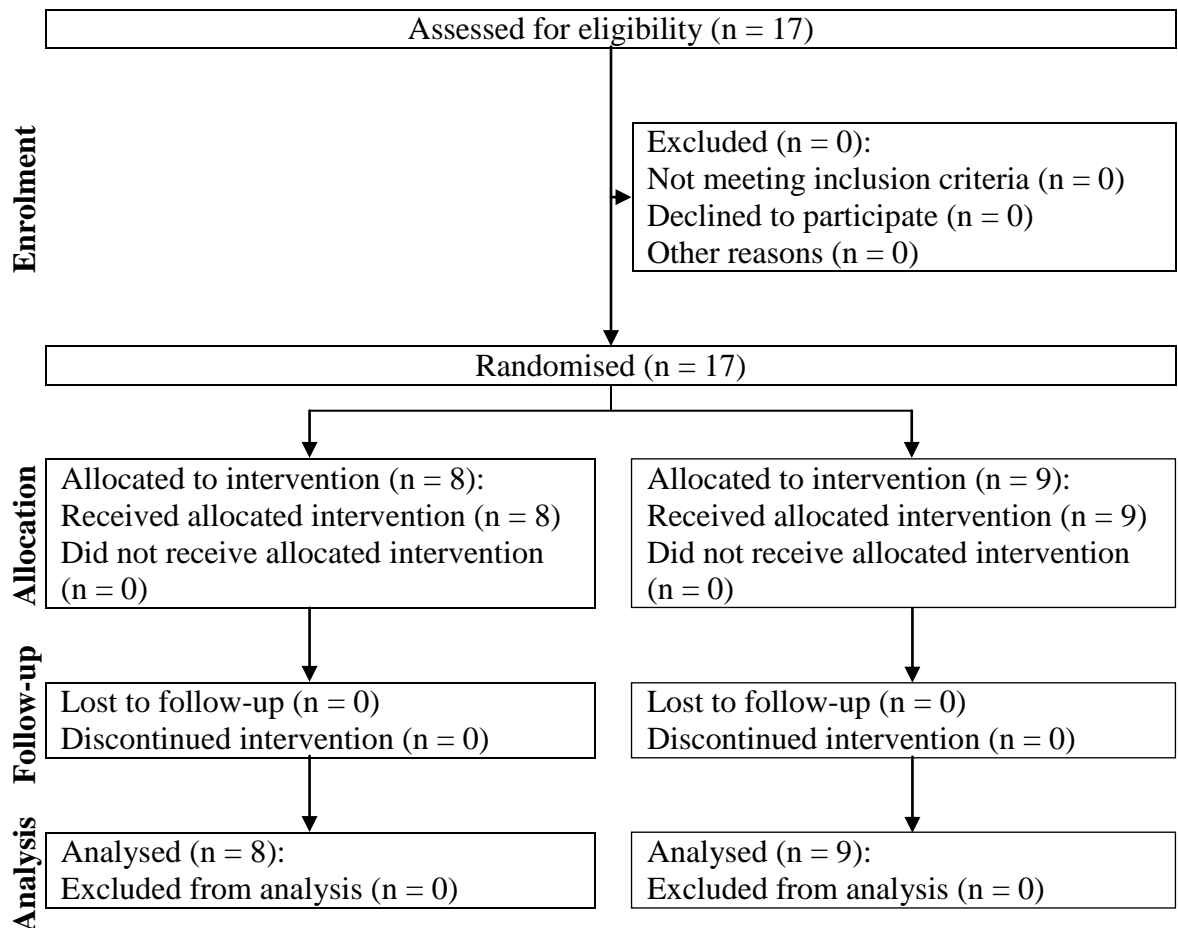 Assessed for eligibility (n = 17)
Enrolment
Excluded (n = 0):
Not meeting inclusion criteria (n = 0)
Declined to participate (n = 0)
Other reasons (n = 0)
Randomised (n = 17)
Allocation
Allocated to intervention (n = 8):
Received allocated intervention (n = 8)
Did not receive allocated intervention
(n = 0)
Allocated to intervention (n = 9):
Received allocated intervention (n = 9)
Did not receive allocated intervention
(n = 0)
Follow-up
Lost to follow-up (n = 0)
Discontinued intervention (n = 0)
Lost to follow-up (n = 0)
Discontinued intervention (n = 0)
Analysis
Analysed (n = 8):
Excluded from analysis (n = 0)
Analysed (n = 9):
Excluded from analysis (n = 0)